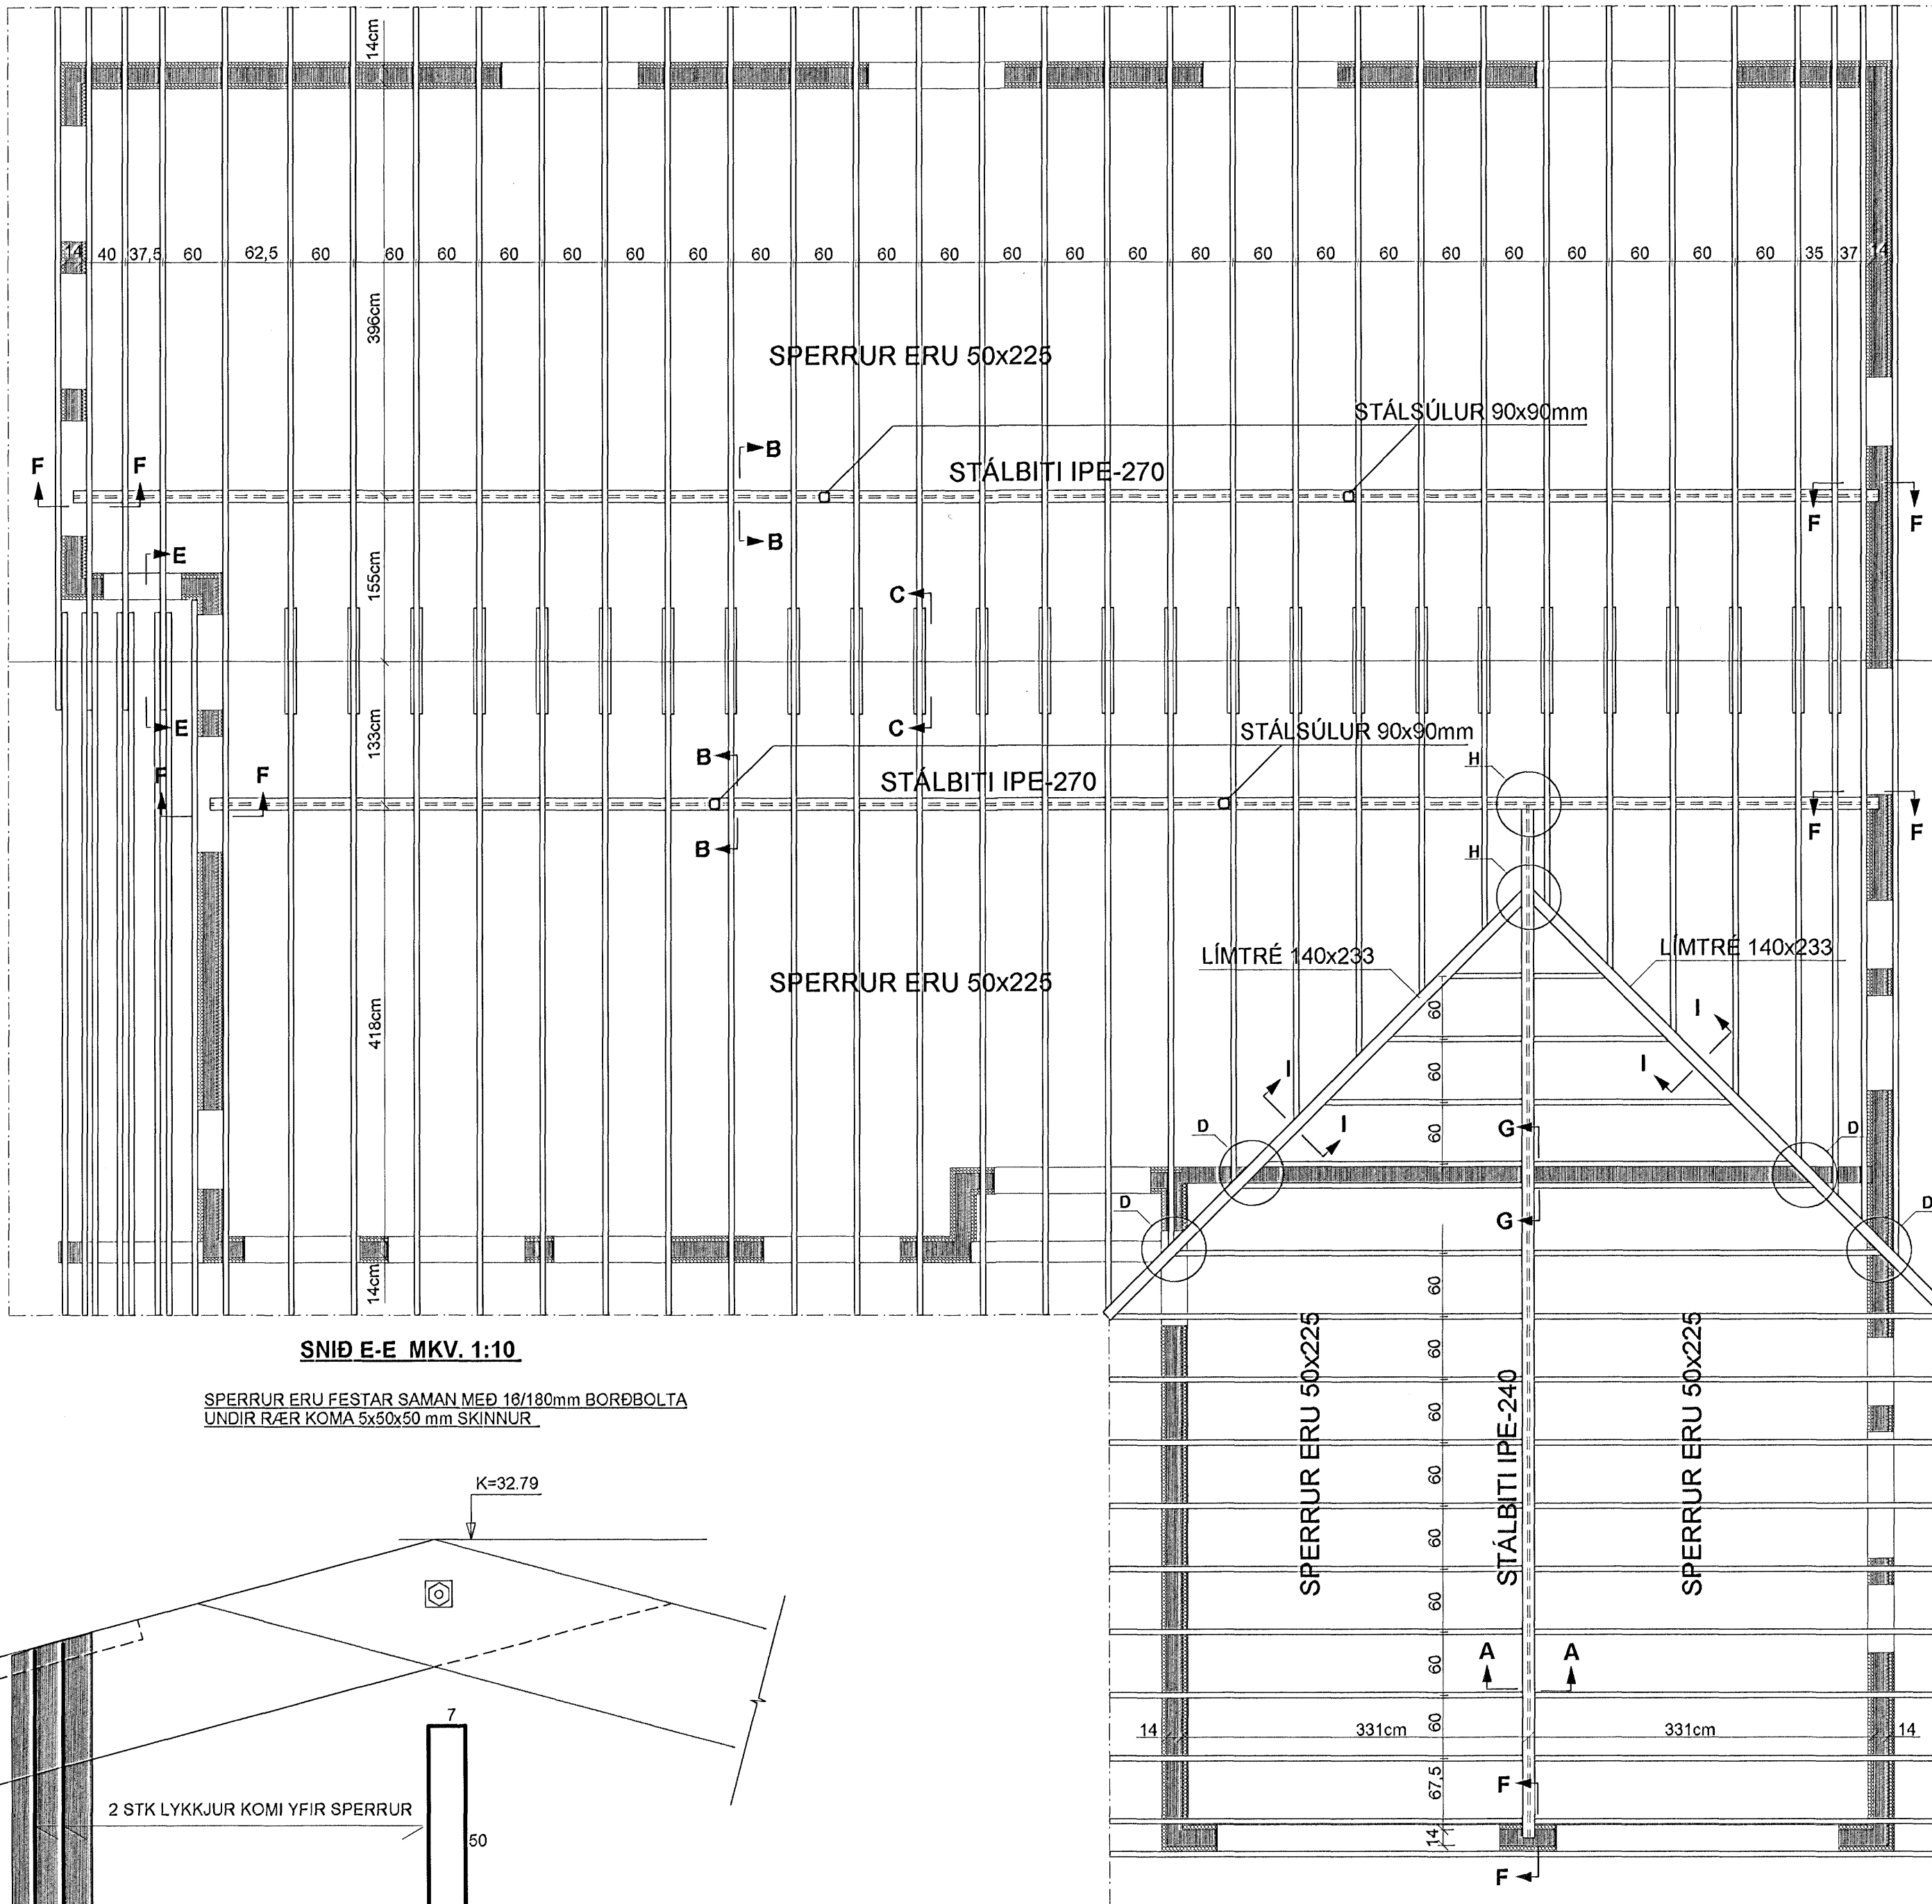 14cm
14 40 37,5 60 62,5 60 60 60 60 60 60 60 60 60 60 60 60 60 60 60 60 60 60 60 60 60 60 35 37 14
396cm
SPERRUR ERU 50x225
STÁLSÚLUR 90x90mm
B
STÁLBITI IPE-270
F F
F F
B
E
155cm
C
E
C
133cm
STÁLSÚLUR 90x90mm
B
H
F F
STÁLBITI IPE-270
F F
B
H
LÍMTRÉ 140x233
LÍMTRÉ 140x233
SPERRUR ERU 50x225
418cm
60
I
60
I
I
60
I
D
G
D
D
G
D
14cm
60
SNIÐ E-E MKV. 1:10
60
SPERRUR ERU 50x225
STÁLBITI IPE-240
SPERRUR ERU 50x225
SPERRUR ERU FESTAR SAMAN MEÐ 16/180mm BORÐBOLTA
UNDIR RÆR KOMA 5x50x50 mm SKINNUR
60
60
K=32.79
60
60
60
A A
7
60
14 331cm 331cm 14
67,5
F
2 STK LYKKJUR KOMI YFIR SPERRUR
50
14
F